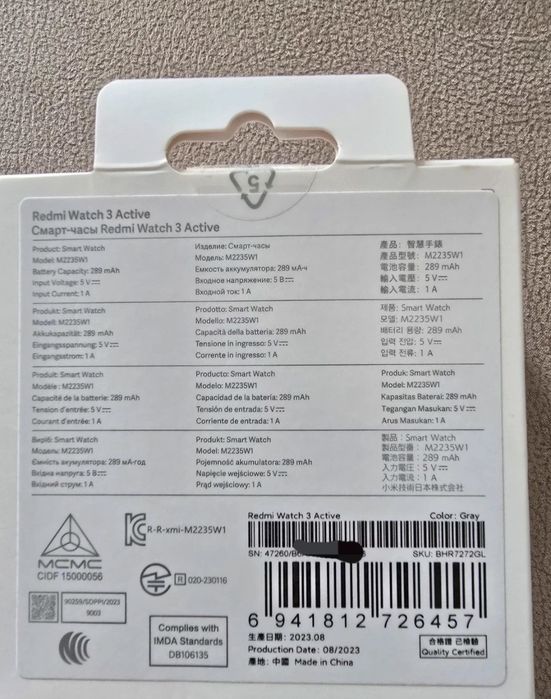 5
Redmi Watch 3 Active
Смарт-часы Redmi Watch 3 Active
Product: Smart Watch
Model: M2235W1
Battery Capacity: 289 mAh
Input Voltage: 5 V⎓
Input Current: 1 A
Изделие: Смарт-часы
Модель: M2235W1
Емкость аккумулятора: 289 мА·ч
Входное напряжение: 5 В⎓
Входной ток: 1 A
產品：智慧手錶
產品型號：M2235W1
電池容量：289 mAh
輸入電壓：5 V⎓
輸入電流：1 A
Produkt: Smart Watch
Modell: M2235W1
Akkukapazität: 289 mAh
Eingangsspannung: 5 V⎓
Eingangsstrom: 1 A
Prodotto: Smart Watch
Modello: M2235W1
Capacità della batteria: 289 mAh
Tensione in ingresso: 5 V⎓
Corrente in ingresso: 1 A
제품: Smart Watch
모델: M2235W1
배터리 용량: 289 mAh
입력 전압: 5 V⎓
입력 전류: 1 A
Produit: Smart Watch
Modèle : M2235W1
Capacité de la batterie: 289 mAh
Tension d'entrée: 5 V⎓
Courant d'entrée: 1 A
Producto: Smart Watch
Modelo: M2235W1
Capacidad de la batería: 289 mAh
Tensión de entrada: 5 V⎓
Corriente de entrada: 1 A
Produk: Smart Watch
Model: M2235W1
Kapasitas Baterai: 289 mAh
Tegangan Masukan: 5 V⎓
Arus Masukan: 1 A
Виріб: Smart Watch
Модель: M2235W1
Ємність акумулятора: 289 мА·год
Вхідна напруга: 5 В⎓
Вхідний струм: 1 A
Produkt: Smart Watch
Model: M2235W1
Pojemność akumulatora: 289 mAh
Napięcie wejściowe: 5 V⎓
Prąd wejściowy: 1 A
製品：Smart Watch
製品型番：M2235W1
電池容量：289 mAh
入力電圧：5 V⎓
入力電流：1 A
小米技術日本株式会社
MCMC
CIDF 15000056
R-R-xmi-M2235W1
R 020-230116
90259/SDPPI/2023
9003
Complies with
IMDA Standards
DB106135
Redmi Watch 3 Active
Color: Gray
SN: 47260/B
SKU: BHR7272GL
6 941812 726457
生產日期: 2023.08
Production Date: 08/2023
產地: 中國 Made in China
合格證 已檢驗
Quality Certified